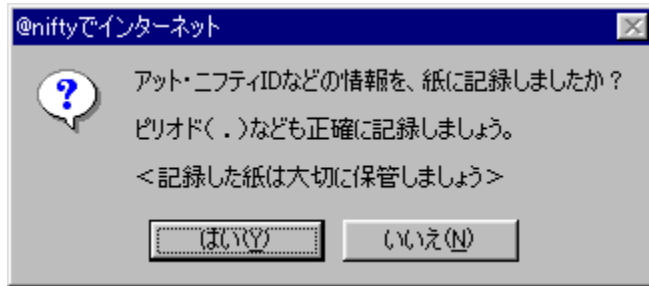 @niftyでインターネット
アット・ニフティIDなどの情報を、紙に記録しましたか？
ピリオド( . )なども正確に記録しましょう。
＜記録した紙は大切に保管しましょう＞
はい(Y)
いいえ(N)